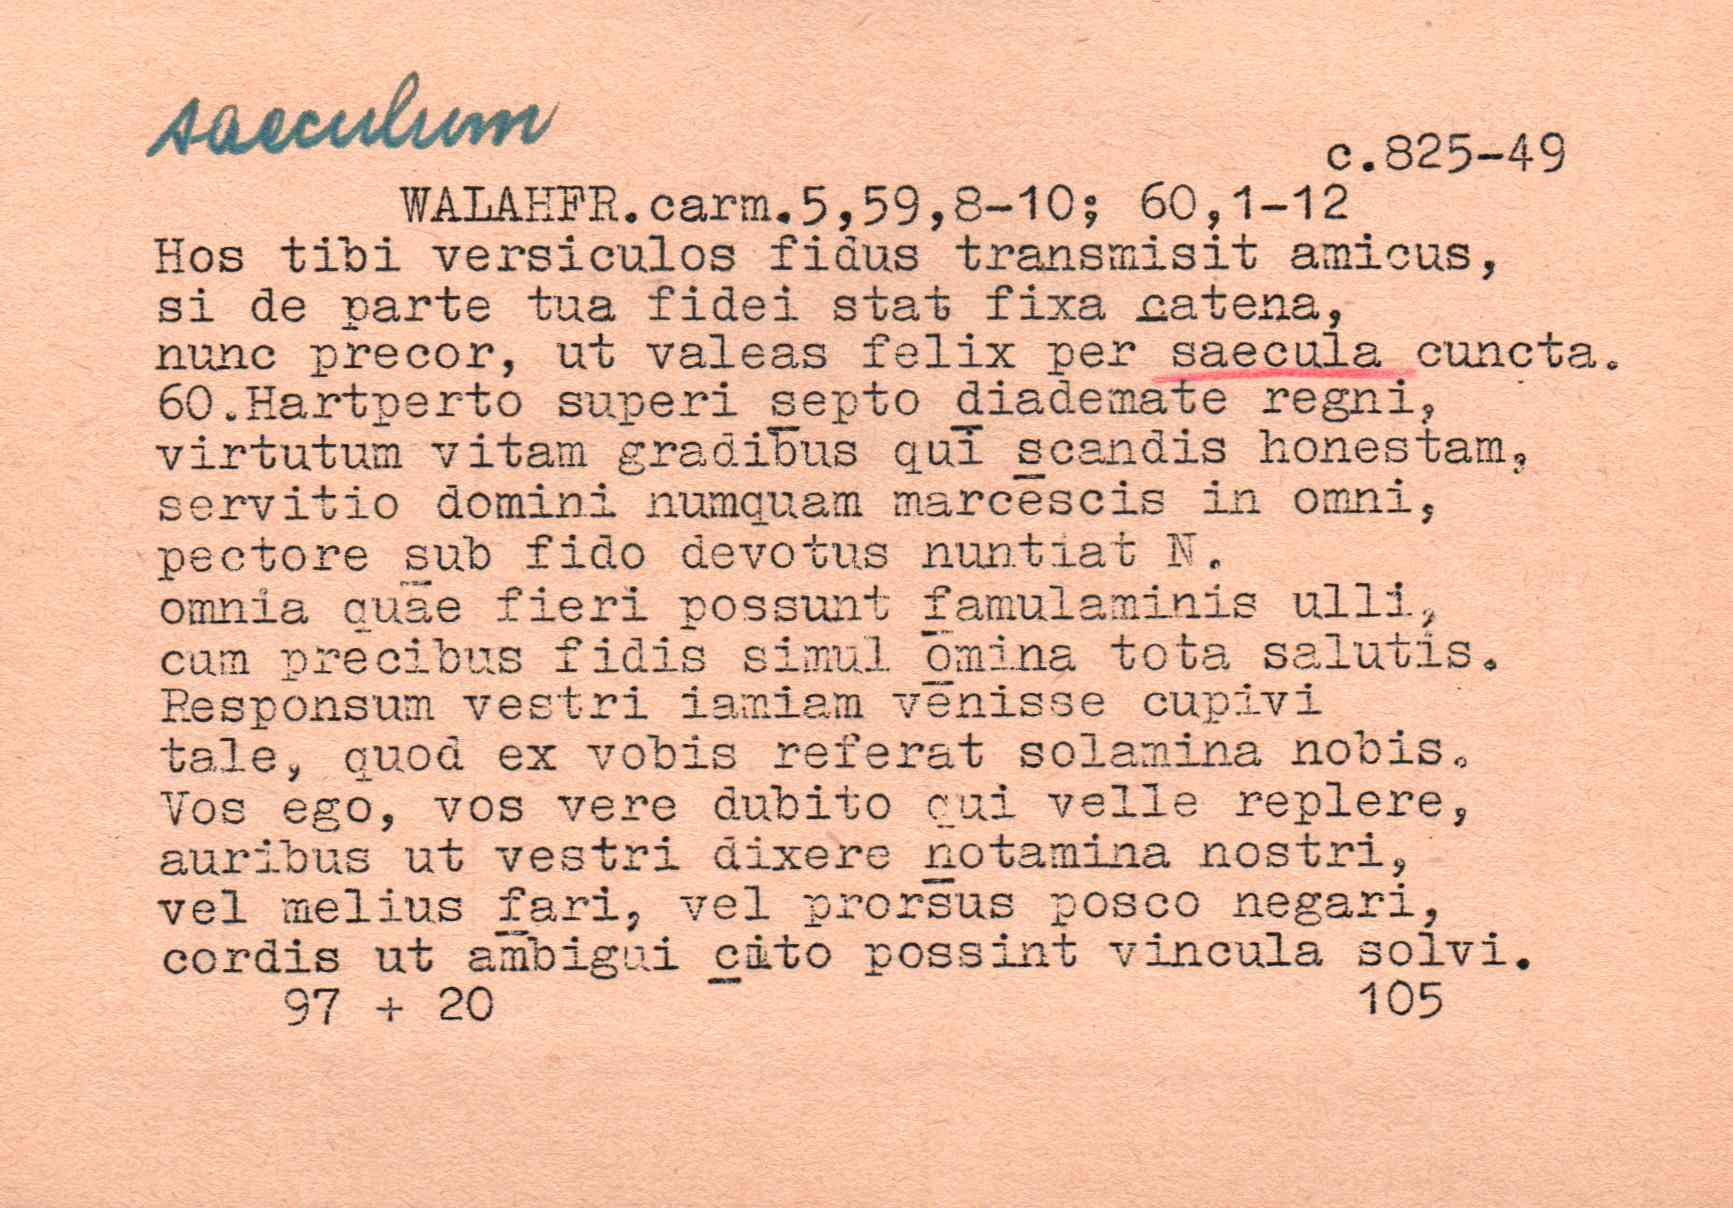 saeculum
c.825-49
WALAHFR.carm.5,59,8-10; 60,1-12
Hos tibi versiculos fidus transmisit amicus,
si de parte tua fidei stat fixa catena,
nunc precor, ut valeas felix per saecula cuncta.
60.Hartperto superi septo diademate regni,
virtutum vitam gradibus qui scandis honestam,
servitio domini numquam marcescis in omni,
pectore sub fido devotus nuntiat N.
omnia quae fieri possunt famulaminis ulli,
cum precibus fidis simul omina tota salutis.
Responsum vestri iamiam venisse cupivi
tale, quod ex vobis referat solamina nobis.
Vos ego, vos vere dubito qui velle replere,
auribus ut vestri dixere notamina nostri,
vel melius fari, vel prorsus posco negari,
cordis ut ambigui cito possint vincula solvi.
97 + 20 105